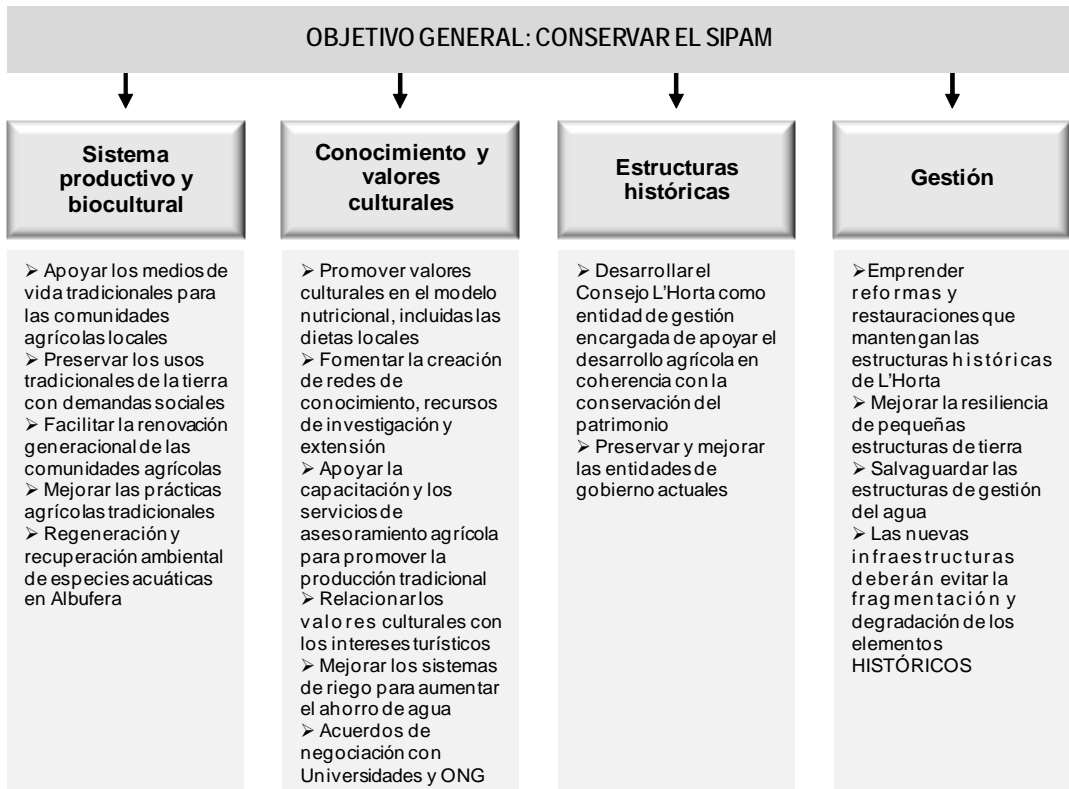 OBJETIVO GENERAL: CONSERVAR EL SIPAM
Sistema
productivo y
biocultural
➢ Apoyar los medios de
vida tradicionales para
las comunidades
agrícolas locales
➢ Preservar los usos
tradicionales de la tierra
con demandas sociales
➢ Facilitar la renovación
generacional de las
comunidades agrícolas
➢ Mejorar las prácticas
agrícolas tradicionales
➢ Regeneración y
recuperación ambiental
de especies acuáticas
en Albufera
Conocimiento y
valores
culturales
➢ Promover valores
culturales en el modelo
nutricional, incluidas las
dietas locales
➢ Fomentar la creación
de redes de
conocimiento, recursos
de investigación y
extensión
➢ Apoyar la
capacitación y los
servicios de
asesoramiento agrícola
para promover la
producción tradicional
➢ Relacionar los
valores culturales con
los intereses turísticos
➢ Mejorar los sistemas
de riego para aumentar
el ahorro de agua
➢ Acuerdos de
negociación con
Universidades y ONG
Estructuras
históricas
➢ Desarrollar el
Consejo L'Horta como
entidad de gestión
encargada de apoyar el
desarrollo agrícola en
coherencia con la
conservación del
patrimonio
➢ Preservar y mejorar
las entidades de
gobierno actuales
Gestión
➢Emprender
reformas y
restauraciones que
mantengan las
estructuras históricas
de L'Horta
➢ Mejorar la resiliencia
de pequeñas
estructuras de tierra
➢ Salvaguardar las
estructuras de gestión
del agua
➢ Las nuevas
infraestructuras
deberán evitar la
fragmentación y
degradación de los
elementos
HISTÓRICOS